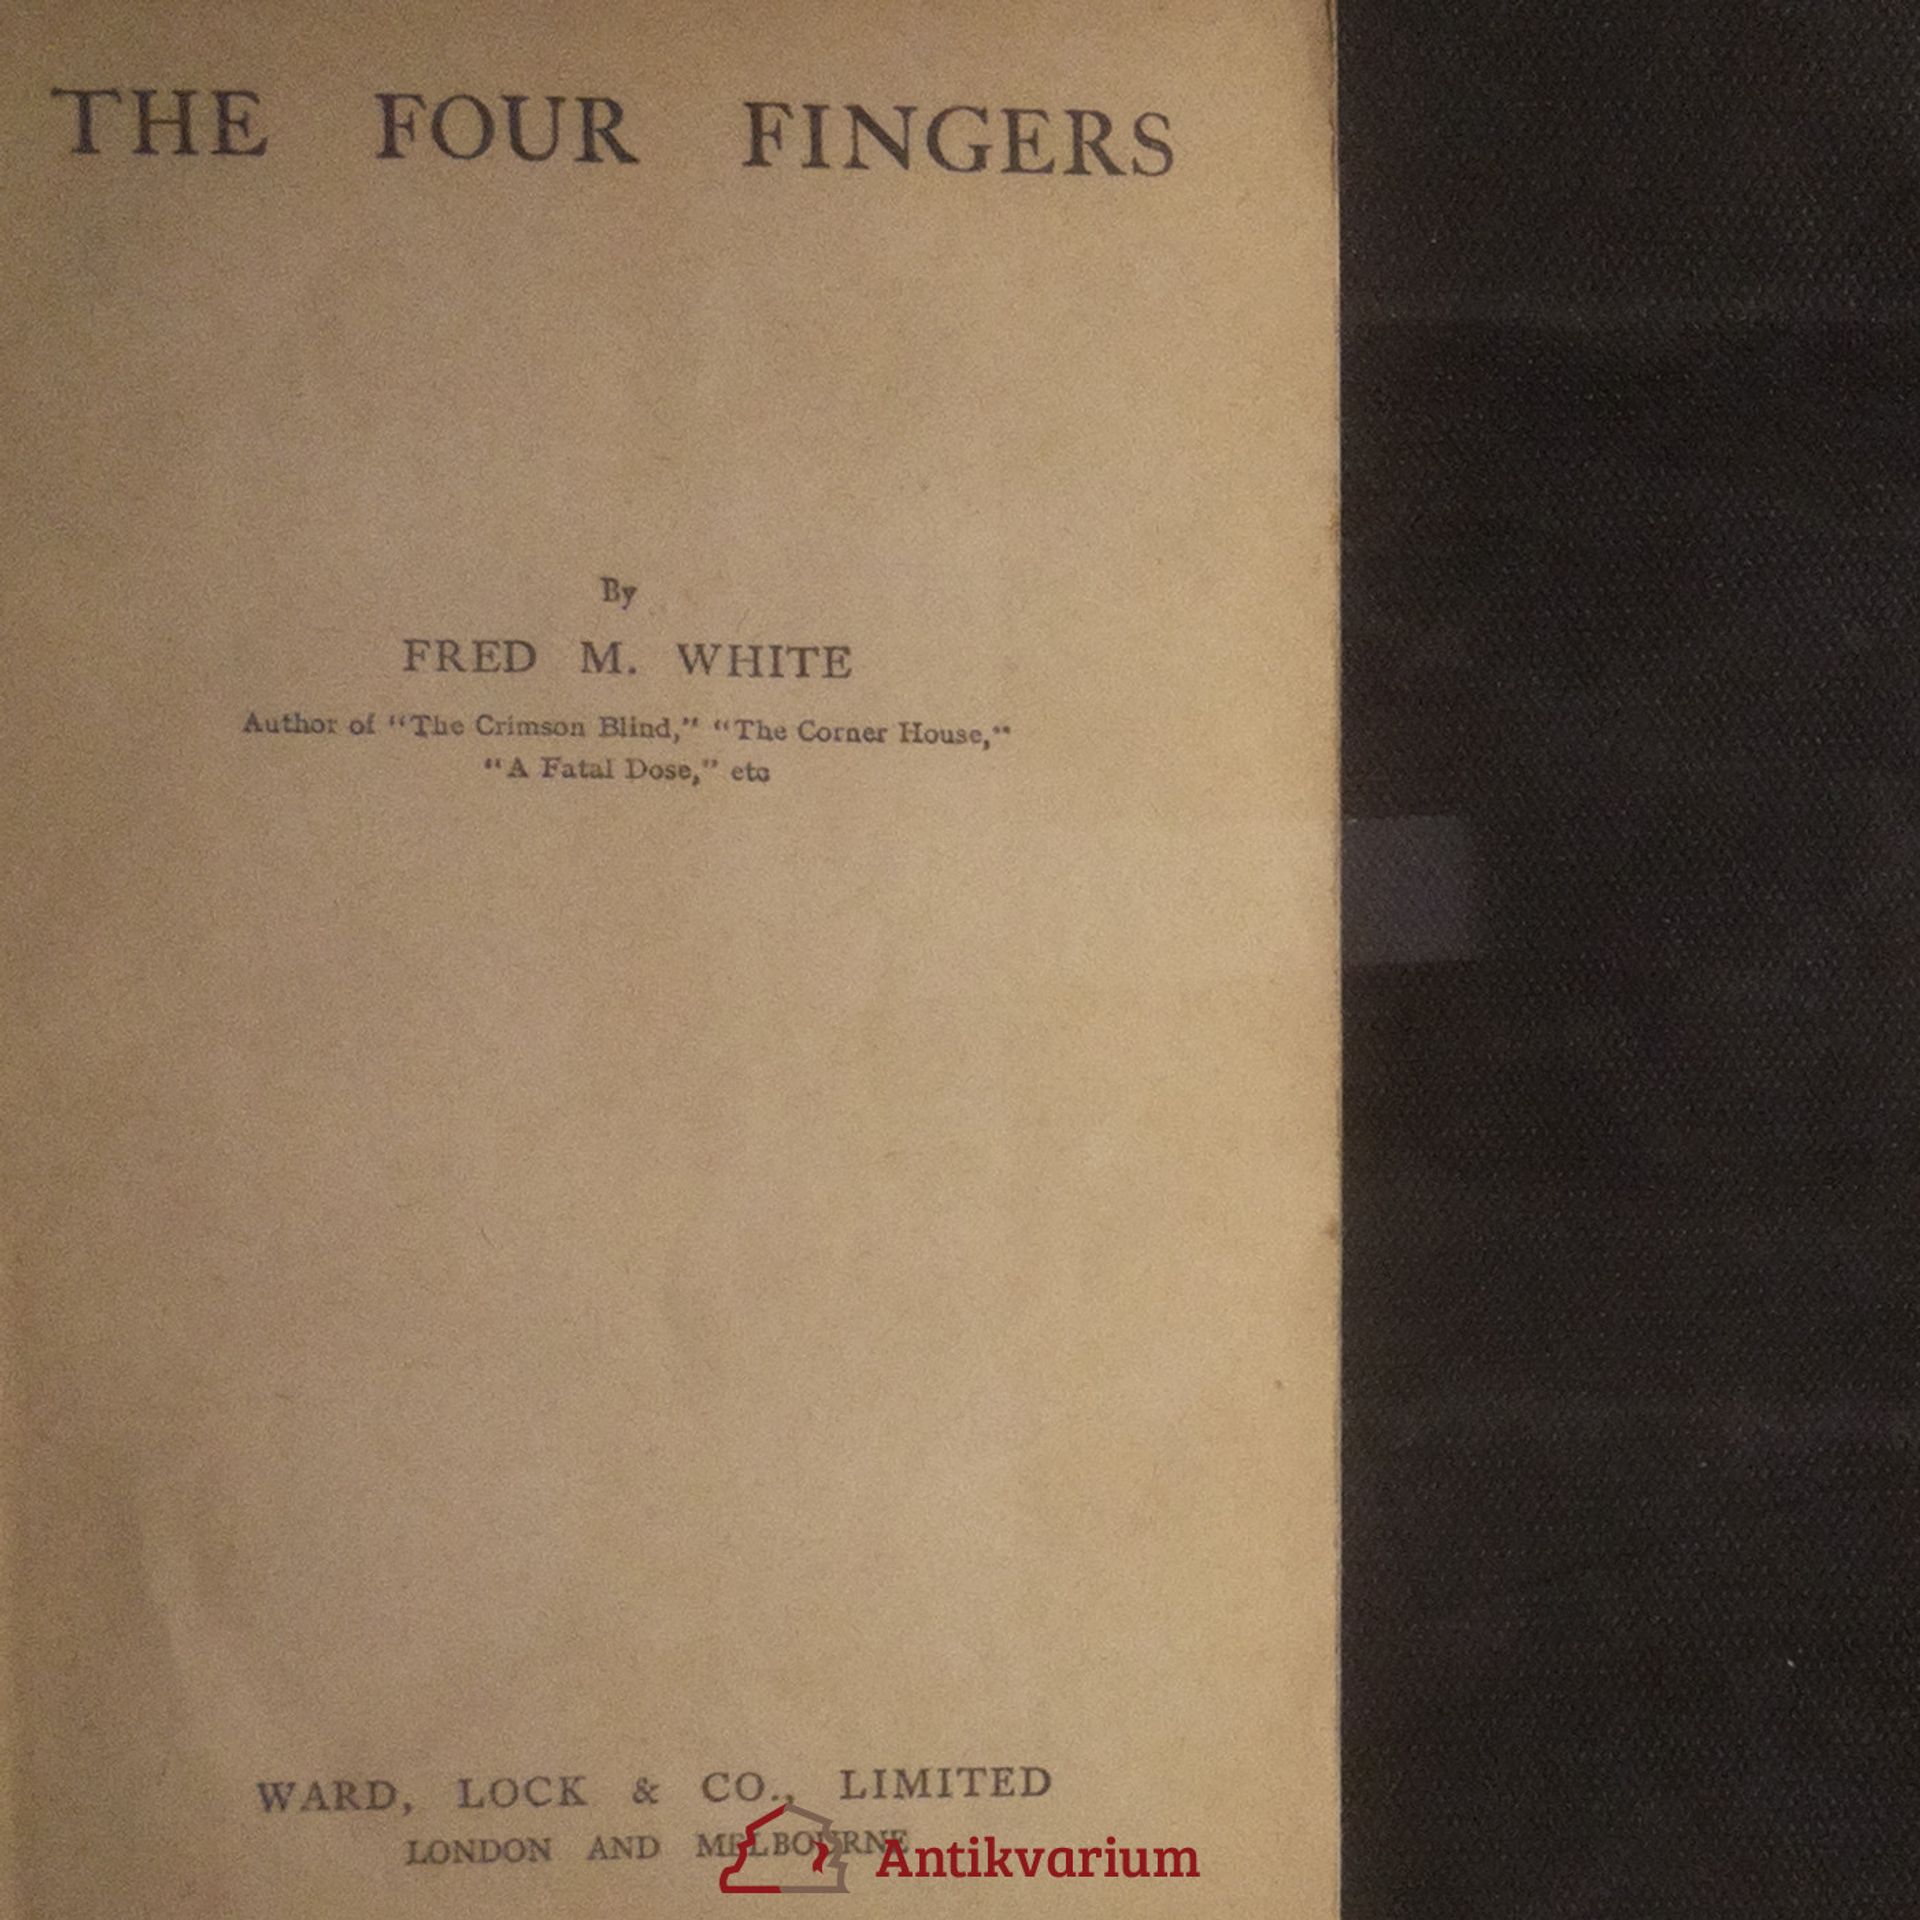 THE FOUR FINGERS
By
FRED M. WHITE
Author of "The Crimson Blind," "The Corner House,"
"A Fatal Dose," etc
WARD, LOCK & CO., LIMITED
LONDON AND MELBOURNE
Antikvarium